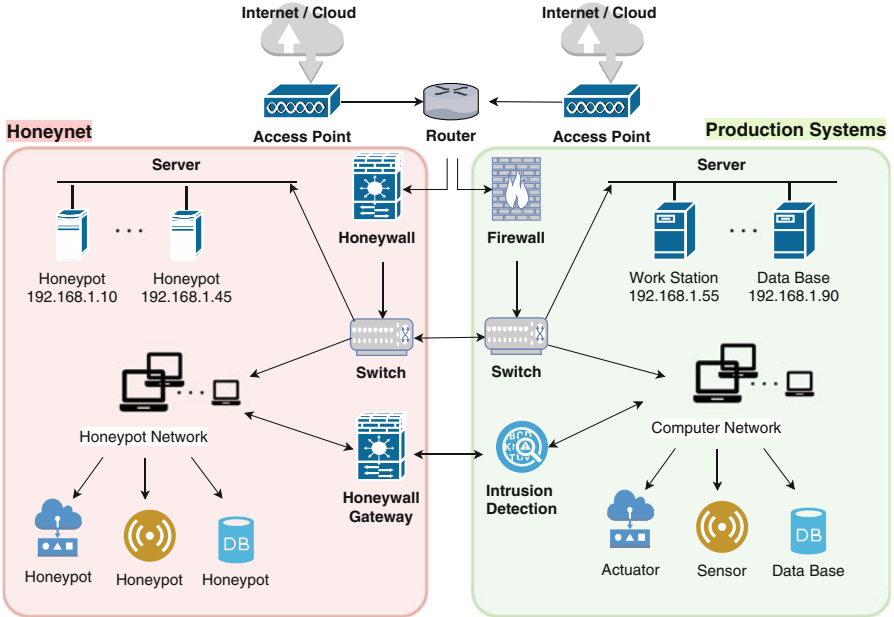 Internet / Cloud
Internet / Cloud
Access Point
Router
Access Point
Honeynet
Production Systems
Server
Honeypot
192.168.1.10
Honeypot
192.168.1.45
Honeywall
Firewall
Server
Work Station
192.168.1.55
Data Base
192.168.1.90
Switch
Switch
Honeypot Network
Computer Network
Honeywall
Gateway
Intrusion
Detection
DB
Honeypot
Honeypot
Honeypot
DB
Actuator
Sensor
Data Base